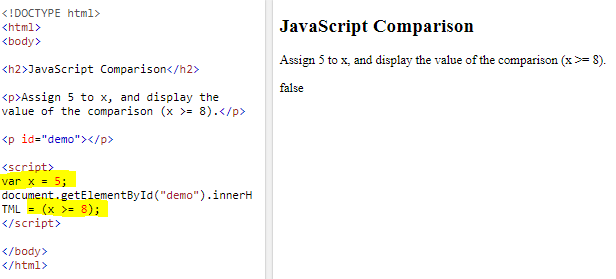 <!DOCTYPE html>
<html>
<body>
<h2>JavaScript Comparison</h2>
<p>Assign 5 to x, and display the
value of the comparison (x >= 8).</p>
<p id="demo"></p>
<script>
var x = 5;
document.getElementById("demo").innerH
TML = (x >= 8);
</script>
</body>
</html>
JavaScript Comparison
Assign 5 to x, and display the value of the comparison (x >= 8).
false